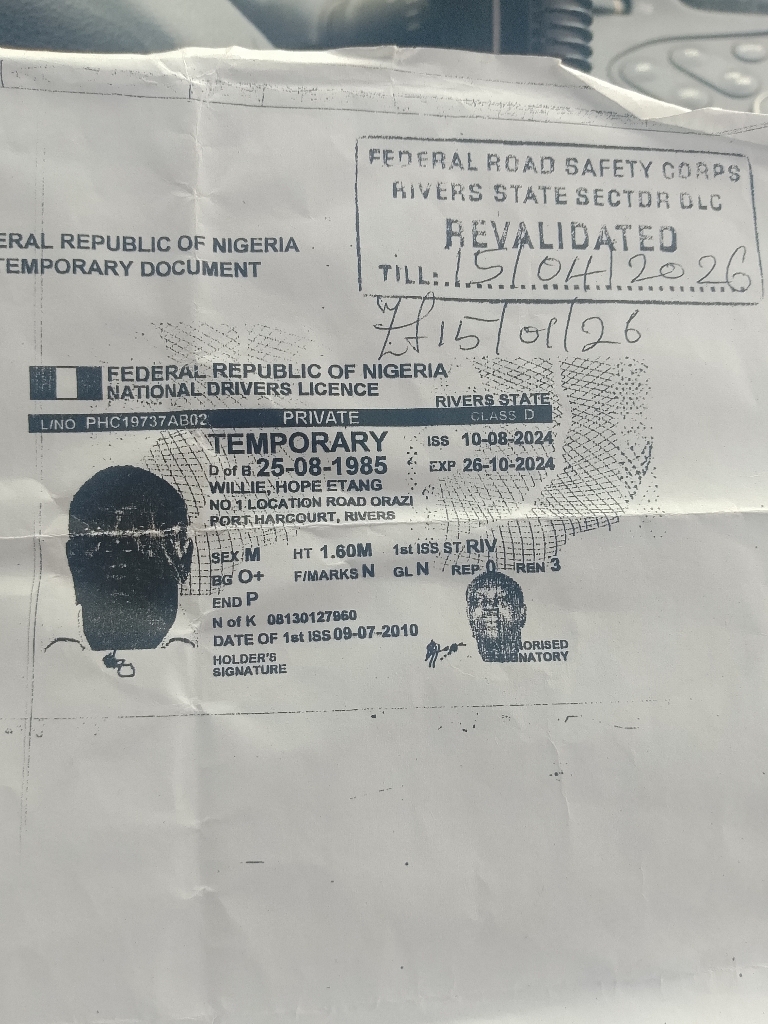 FEDERAL ROAD SAFETY CORPS
RIVERS STATE SECTOR DLC
REVALIDATED
TILL: 15/04/2026
15/01/26
ERAL REPUBLIC OF NIGERIA
TEMPORARY DOCUMENT
FEDERAL REPUBLIC OF NIGERIA
NATIONAL DRIVERS LICENCE
RIVERS STATE
L/NO PHC19737AB02 PRIVATE CLASS D
TEMPORARY ISS 10-08-2024
D of B 25-08-1985 EXP 26-10-2024
WILLIE, HOPE ETANG
NO 1 LOCATION ROAD ORAZI
PORT HARCOURT, RIVERS
SEX M HT 1.60M 1st ISS ST RIV
BG O+ F/MARKS N GL N REP 0 REN 3
END P
N of K 08130127960
DATE OF 1st ISS 09-07-2010
HOLDER'S
SIGNATURE
ORISED
NATORY